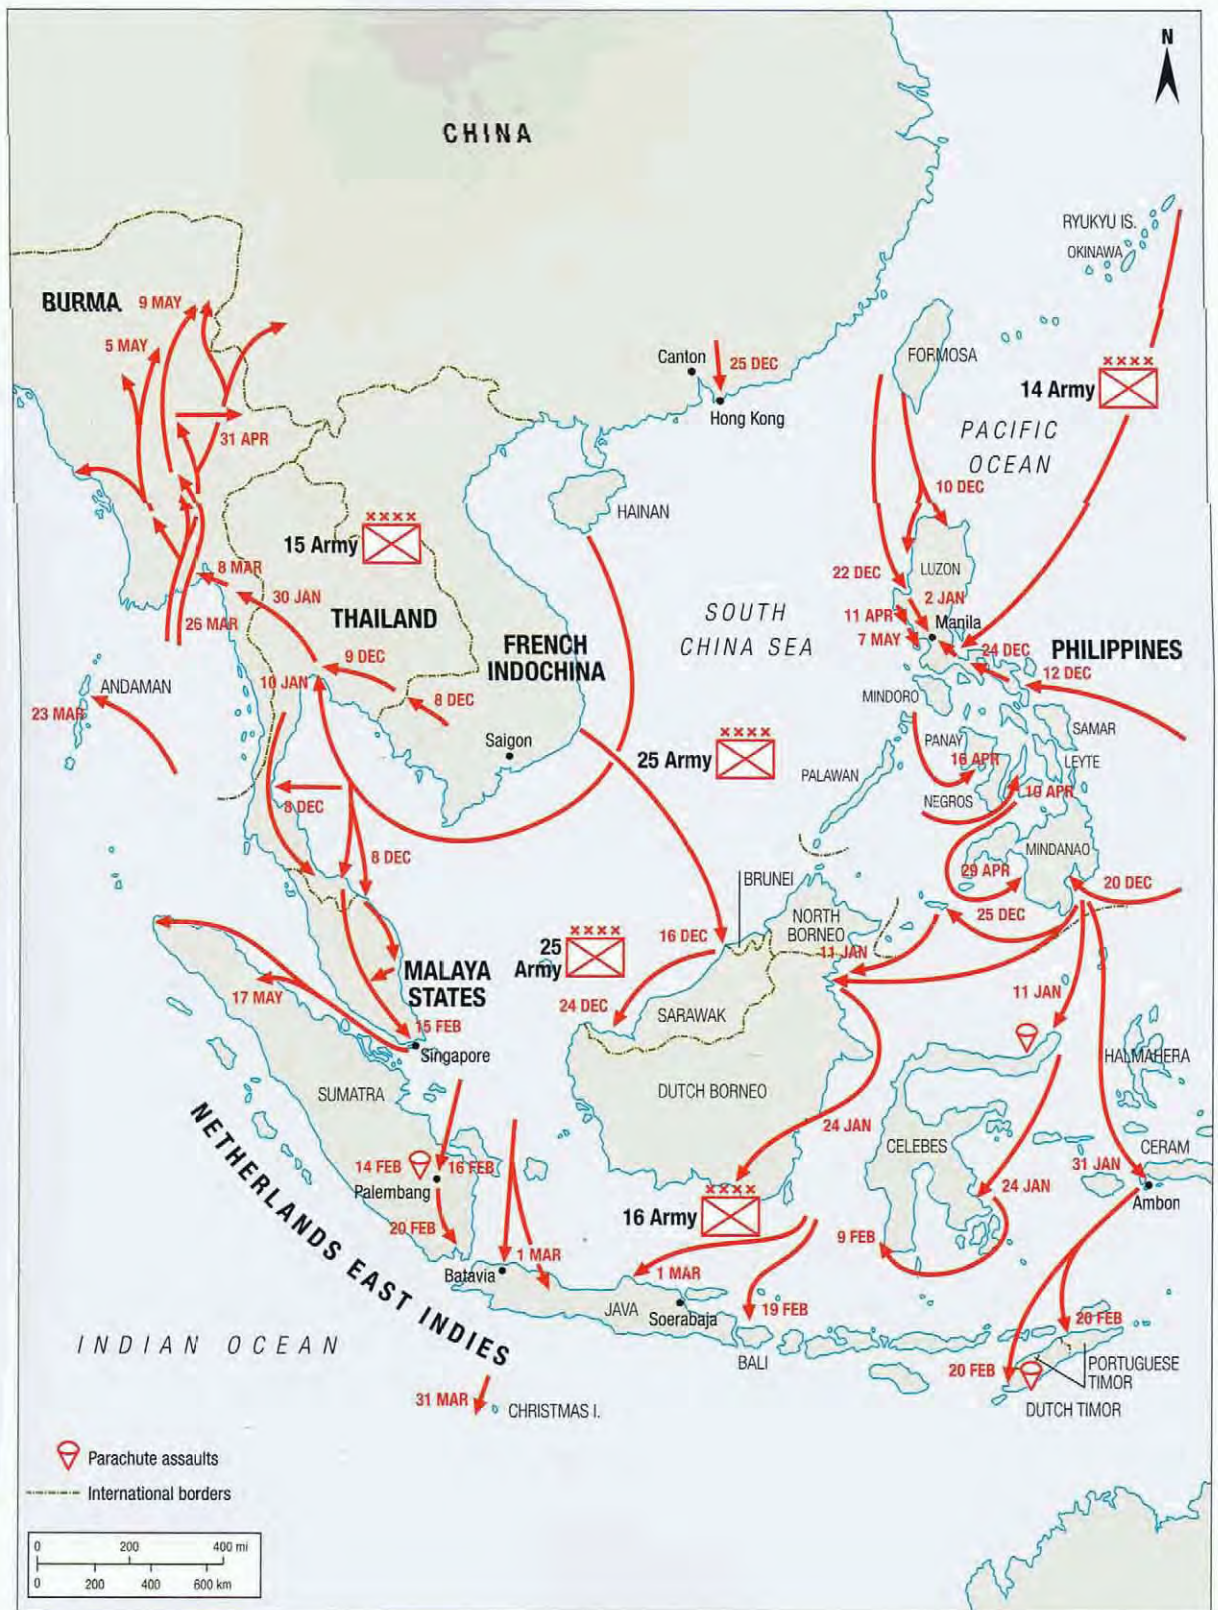 N
CHINA
RYUKYU IS.
OKINAWA
BURMA
9 MAY
5 MAY
Canton
25 DEC
Hong Kong
FORMOSA
××××
14 Army
31 APR
PACIFIC
OCEAN
10 DEC
HAINAN
××××
15 Army
8 MAR
30 JAN
22 DEC
LUZON
2 JAN
26 MAR
THAILAND
SOUTH
CHINA SEA
11 APR
Manila
7 MAY
24 DEC
PHILIPPINES
FRENCH
INDOCHINA
9 DEC
12 DEC
10 JAN
ANDAMAN
8 DEC
MINDORO
23 MAR
SAMAR
Saigon
××××
25 Army
PANAY
16 APR
LEYTE
PALAWAN
10 APR
NEGROS
8 DEC
8 DEC
MINDANAO
29 APR
BRUNEI
20 DEC
25 DEC
NORTH
BORNEO
16 DEC
××××
25
Army
11 JAN
MALAYA
STATES
17 MAY
24 DEC
11 JAN
SARAWAK
15 FEB
Singapore
HALMAHERA
SUMATRA
DUTCH BORNEO
NETHERLANDS EAST INDIES
24 JAN
CELEBES
CERAM
14 FEB
16 FEB
31 JAN
Palembang
24 JAN
Ambon
××××
16 Army
20 FEB
9 FEB
1 MAR
Batavia
1 MAR
JAVA
Soerabaja
19 FEB
20 FEB
INDIAN OCEAN
BALI
20 FEB
PORTUGUESE
TIMOR
31 MAR
CHRISTMAS I.
DUTCH TIMOR
Parachute assaults
International borders
0 200 400 mi
0 200 400 600 km